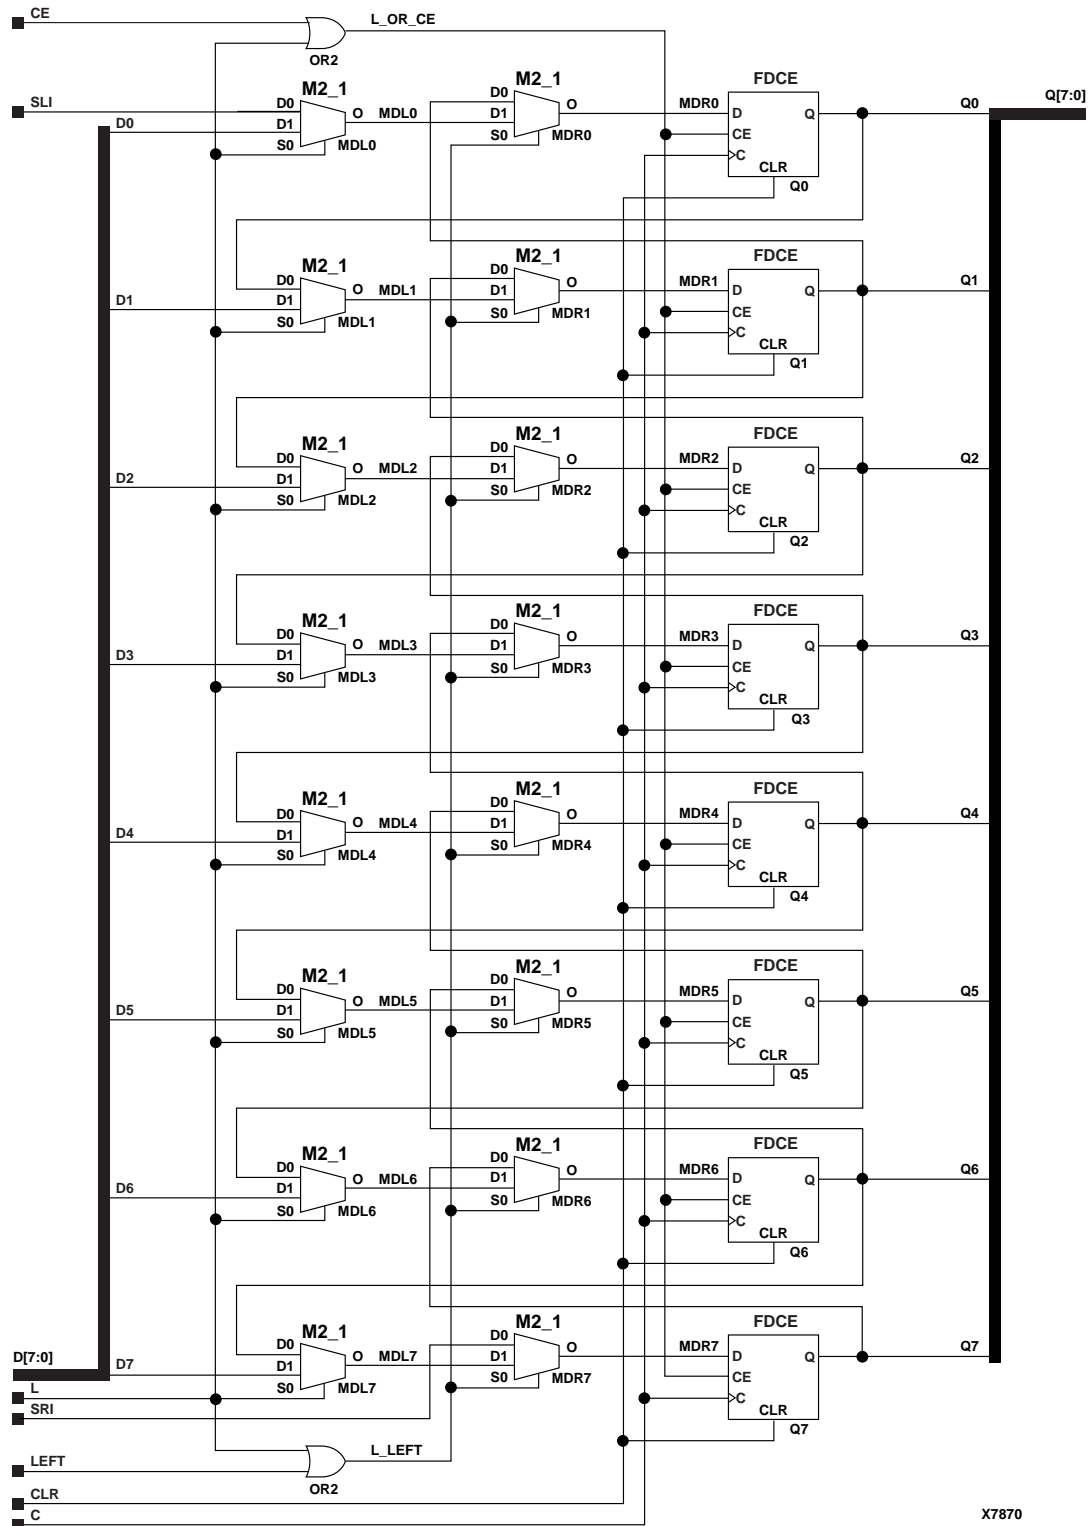 CE
L_OR_CE
OR2
SLI
M2_1
D0
D1
S0
O
MDL0
MDL0
M2_1
D0
D1
S0
O
MDR0
MDR0
FDCE
D
CE
C
Q
CLR
Q0
Q0
Q[7:0]
D0
M2_1
D0
D1
S0
O
MDL1
MDL1
M2_1
D0
D1
S0
O
MDR1
MDR1
FDCE
D
CE
C
Q
CLR
Q1
Q1
D1
M2_1
D0
D1
S0
O
MDL2
MDL2
M2_1
D0
D1
S0
O
MDR2
MDR2
FDCE
D
CE
C
Q
CLR
Q2
Q2
D2
M2_1
D0
D1
S0
O
MDL3
MDL3
M2_1
D0
D1
S0
O
MDR3
MDR3
FDCE
D
CE
C
Q
CLR
Q3
Q3
D3
M2_1
D0
D1
S0
O
MDL4
MDL4
M2_1
D0
D1
S0
O
MDR4
MDR4
FDCE
D
CE
C
Q
CLR
Q4
Q4
D4
M2_1
D0
D1
S0
O
MDL5
MDL5
M2_1
D0
D1
S0
O
MDR5
MDR5
FDCE
D
CE
C
Q
CLR
Q5
Q5
D5
M2_1
D0
D1
S0
O
MDL6
MDL6
M2_1
D0
D1
S0
O
MDR6
MDR6
FDCE
D
CE
C
Q
CLR
Q6
Q6
D6
M2_1
D0
D1
S0
O
MDL7
MDL7
M2_1
D0
D1
S0
O
MDR7
MDR7
FDCE
D
CE
C
Q
CLR
Q7
Q7
D[7:0]
D7
L
SRI
L_LEFT
OR2
LEFT
CLR
C
X7870